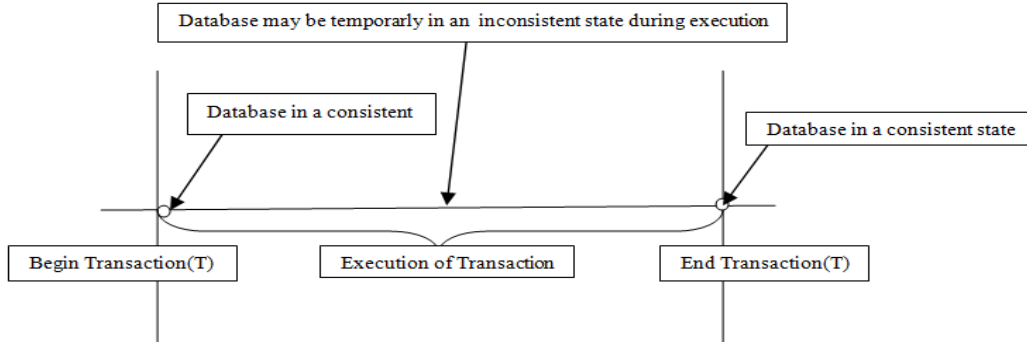 Database may be temporarly in an inconsistent state during execution
Database in a consistent
Database in a consistent state
Begin Transaction(T)
Execution of Transaction
End Transaction(T)